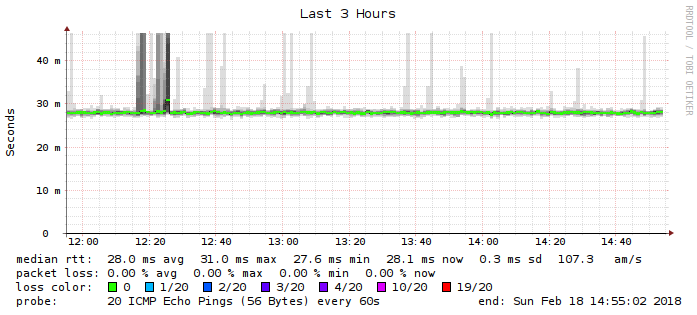 Last 3 Hours
RRDTOOL / TOBI OETIKER
Seconds
40 m
30 m
20 m
10 m
0
12:00 12:20 12:40 13:00 13:20 13:40 14:00 14:20 14:40
median rtt: 28.0 ms avg 31.0 ms max 27.6 ms min 28.1 ms now 0.3 ms sd 107.3 am/s
packet loss: 0.00 % avg 0.00 % max 0.00 % min 0.00 % now
loss color: 0 1/20 2/20 3/20 4/20 10/20 19/20
probe: 20 ICMP Echo Pings (56 Bytes) every 60s end: Sun Feb 18 14:55:02 2018